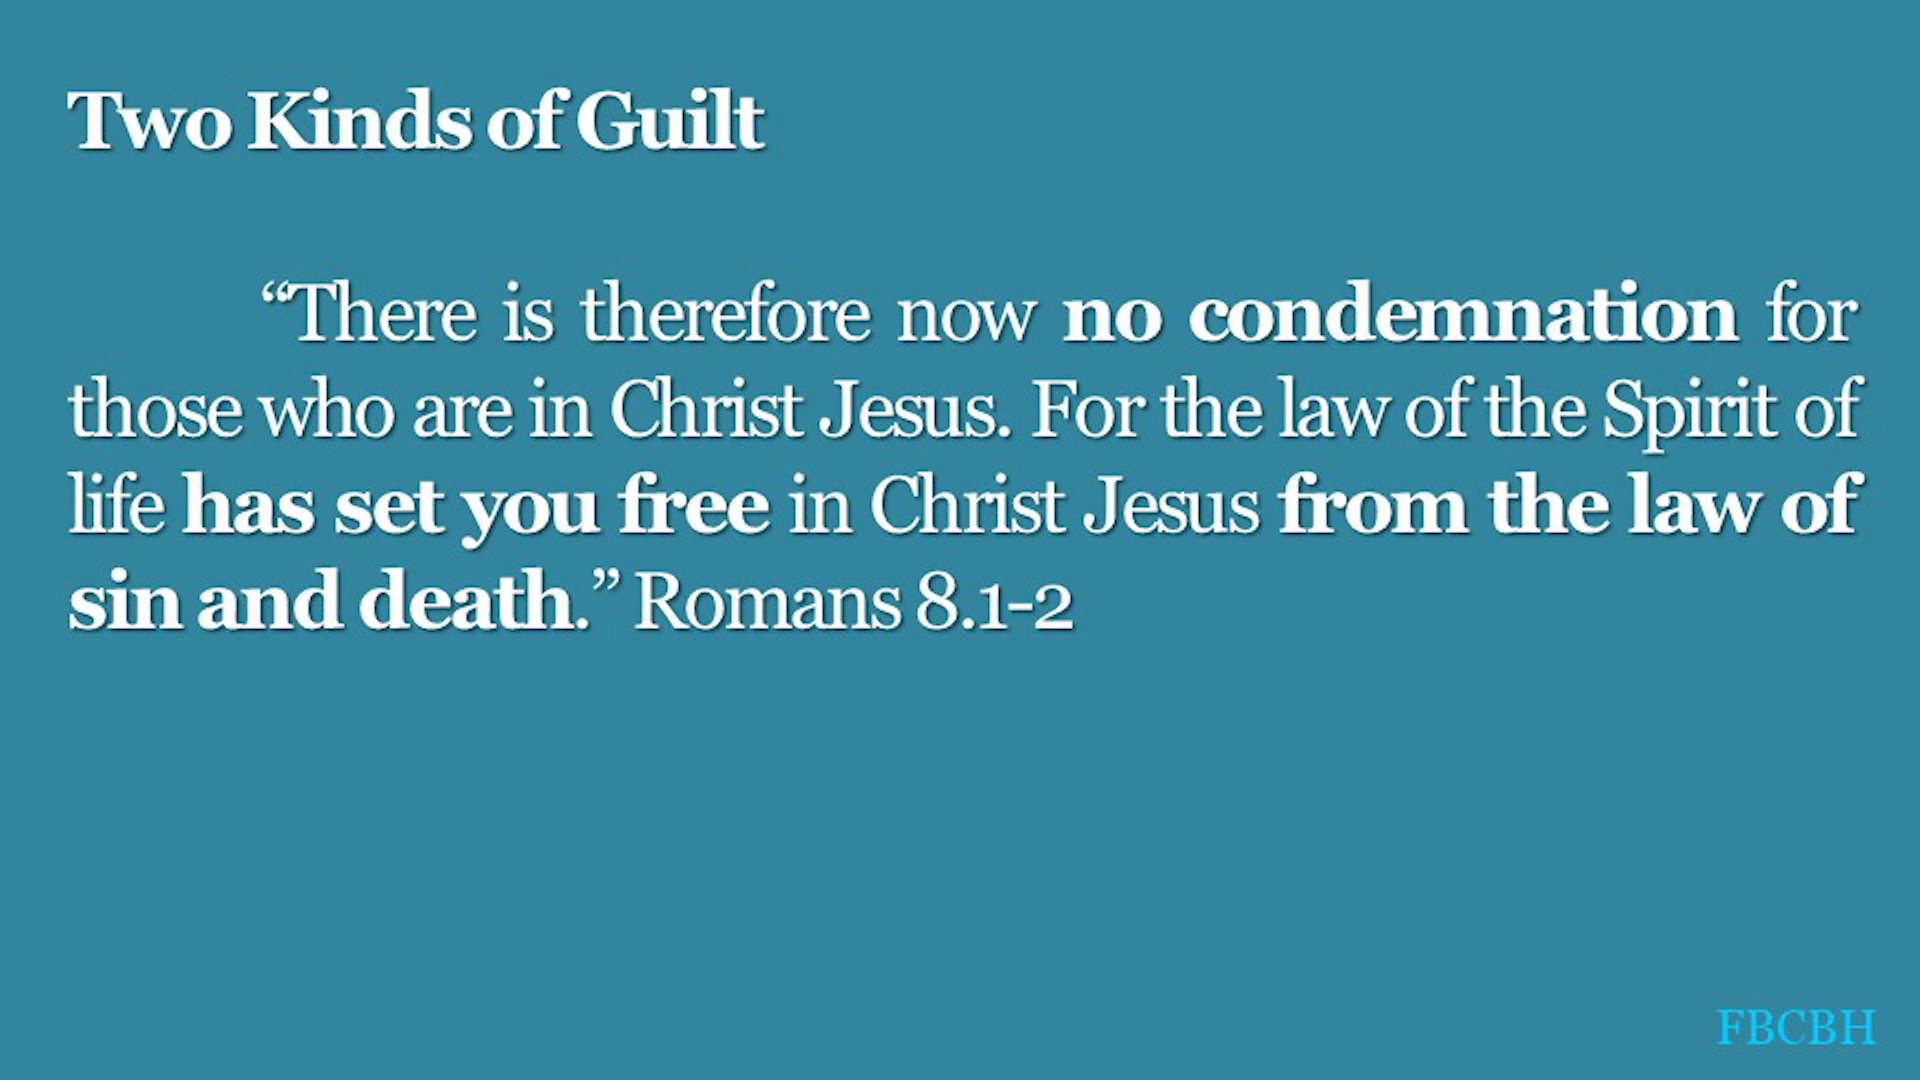 Two Kinds of Guilt
“There is therefore now no condemnation for
those who are in Christ Jesus. For the law of the Spirit of
life has set you free in Christ Jesus from the law of
sin and death.” Romans 8.1-2
FBCBH